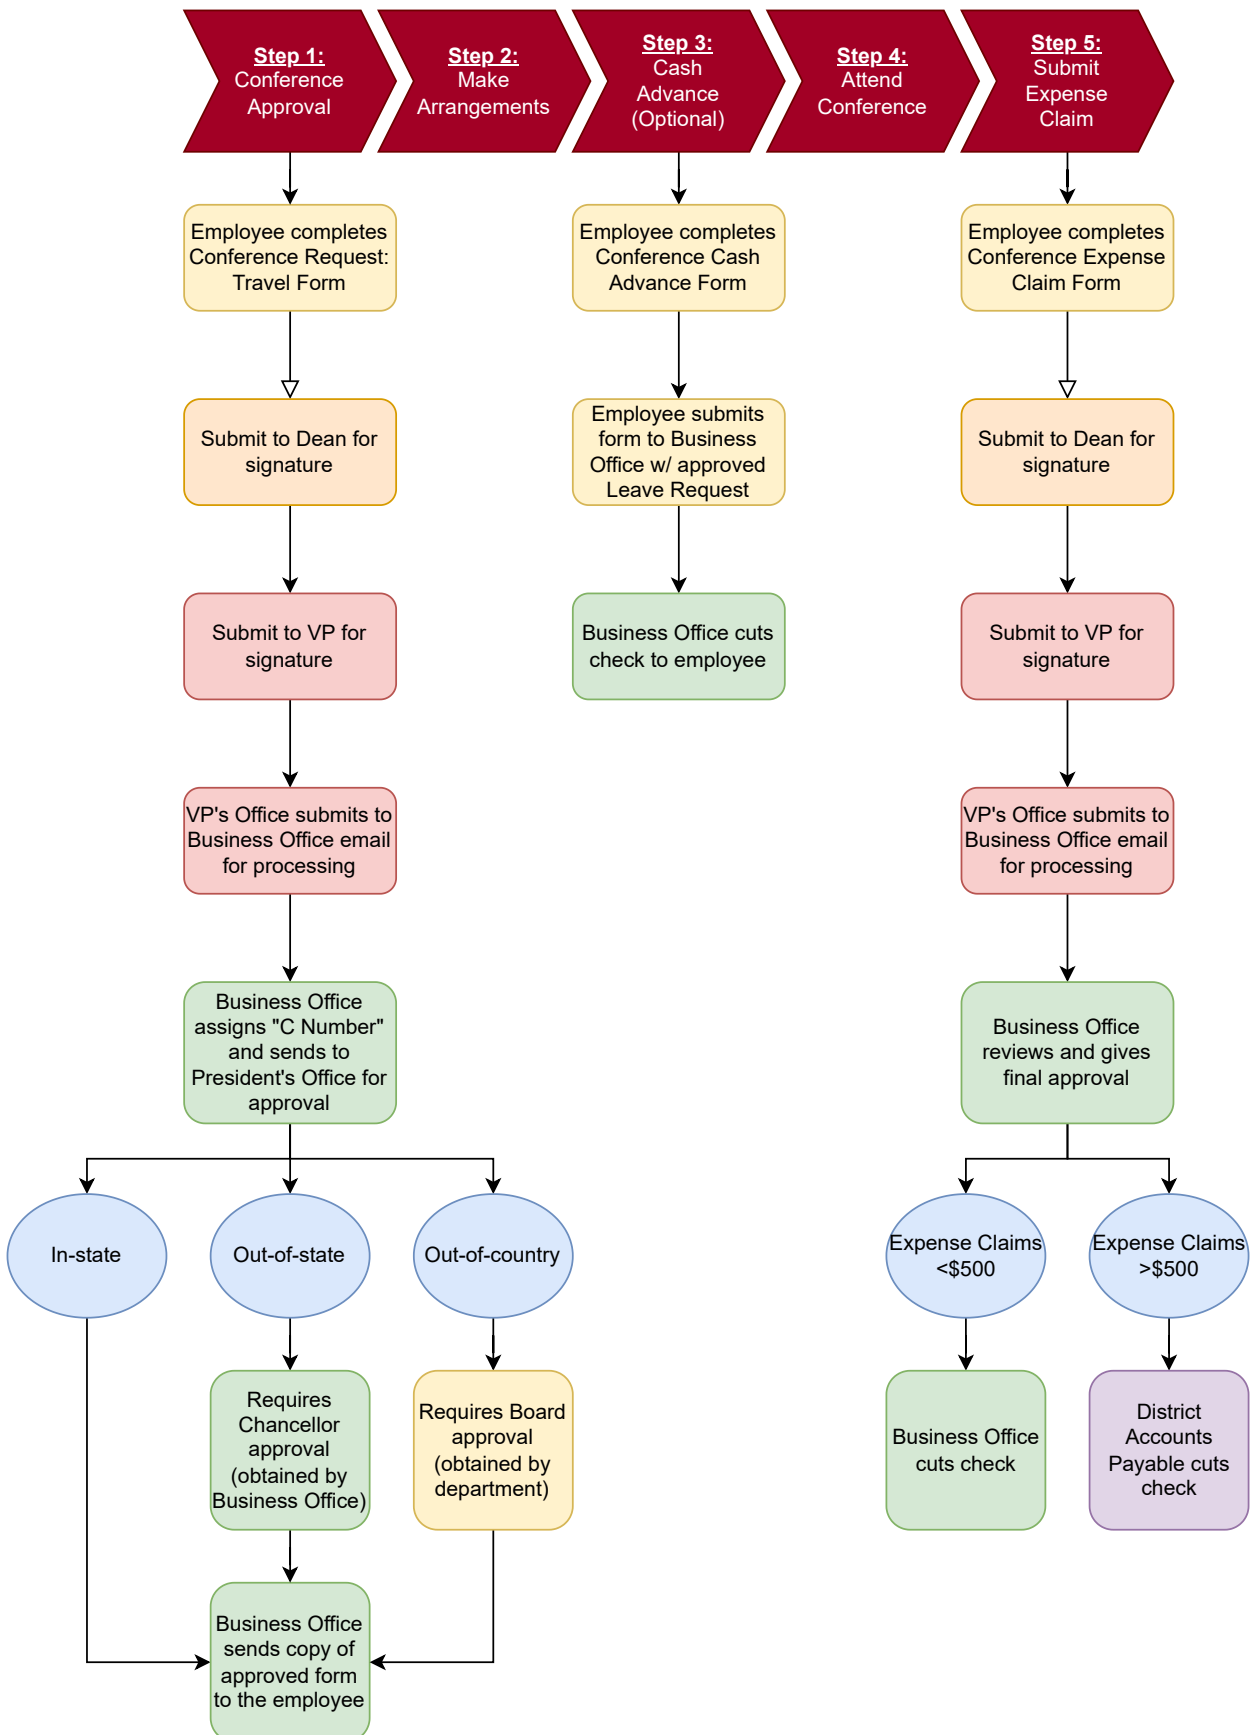 Step 1:
Conference
Approval
Step 2:
Make
Arrangements
Step 3:
Cash
Advance
(Optional)
Step 4:
Attend
Conference
Step 5:
Submit
Expense
Claim
Employee completes
Conference Request:
Travel Form
Employee completes
Conference Cash
Advance Form
Employee completes
Conference Expense
Claim Form
Submit to Dean for
signature
Employee submits
form to Business
Office w/ approved
Leave Request
Submit to Dean for
signature
Submit to VP for
signature
Business Office cuts
check to employee
Submit to VP for
signature
VP's Office submits to
Business Office email
for processing
VP's Office submits to
Business Office email
for processing
Business Office
assigns "C Number"
and sends to
President's Office for
approval
Business Office
reviews and gives
final approval
In-state
Out-of-state
Out-of-country
Expense Claims
<$500
Expense Claims
>$500
Requires
Chancellor
approval
(obtained by
Business Office)
Requires Board
approval
(obtained by
department)
Business Office
cuts check
District
Accounts
Payable cuts
check
Business Office
sends copy of
approved form
to the employee